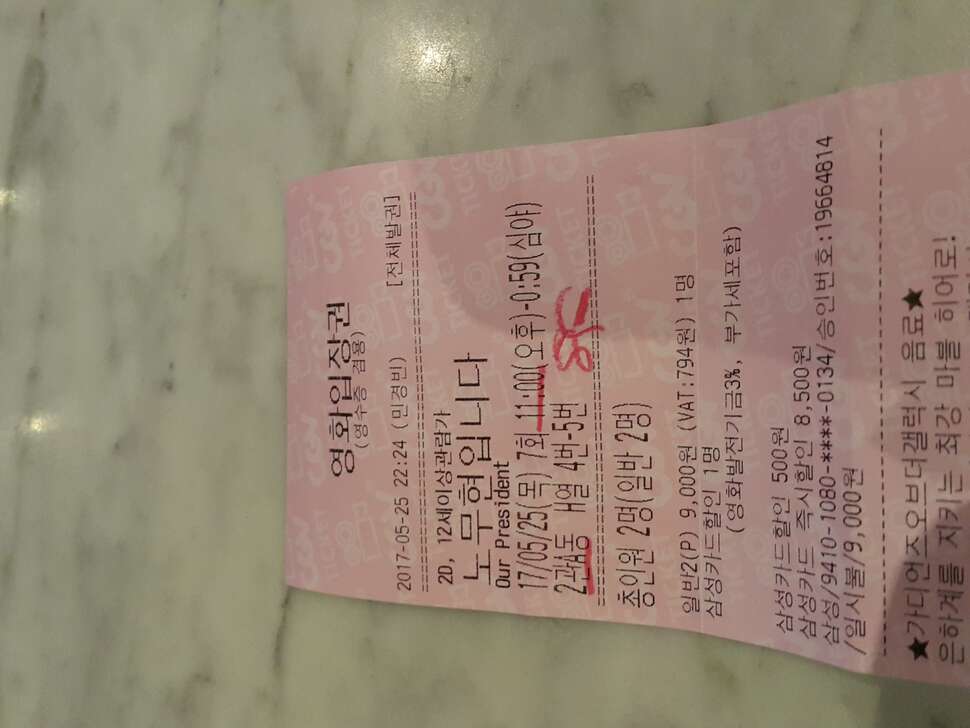 영화입장권
(영수증 겸용)
2017-05-25 22:24 (민경빈) [전체발권]
2D, 12세이상관람가
노무현입니다
Our President
17/05/25(목) 7회 11:00(오후)-0:59(심야)
2관A동 H열 4번-5번
총인원 2명(일반 2명)
일반2(P) 9,000원 (VAT:794원) 1명
삼성카드할인 1명
(영화발전기금3%, 부가세포함)
삼성카드할인 500원
삼성카드 즉시할인 8,500원
삼성/9410-1080-****-0134/승인번호:19664814
/일시불/9,000원
★가디언즈오브더갤럭시 음료★
은하계를 지키는 최강 마블 히어로!